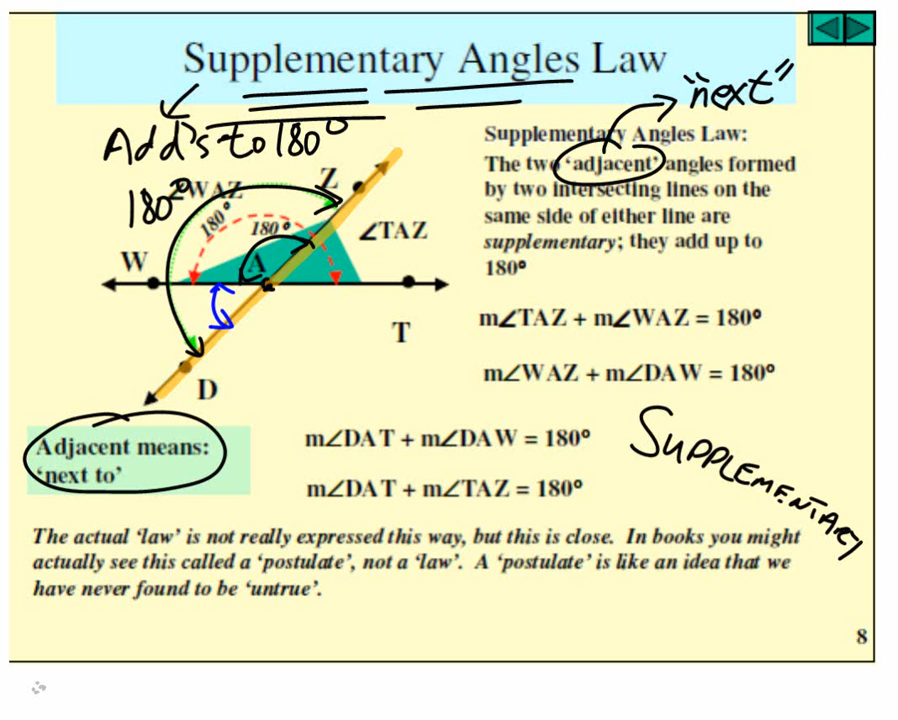 Supplementary Angles Law
"next"
Add's to 180°
Supplementary Angles Law:
The two 'adjacent' angles formed
by two intersecting lines on the
same side of either line are
supplementary; they add up to
180°
180°
WAZ
Z
180°
180°
∠TAZ
W
A
T
D
m∠TAZ + m∠WAZ = 180°
m∠WAZ + m∠DAW = 180°
Adjacent means:
'next to'
m∠DAT + m∠DAW = 180°
m∠DAT + m∠TAZ = 180°
SUPPLEMENTARY
The actual 'law' is not really expressed this way, but this is close. In books you might
actually see this called a 'postulate', not a 'law'. A 'postulate' is like an idea that we
have never found to be 'untrue'.
8